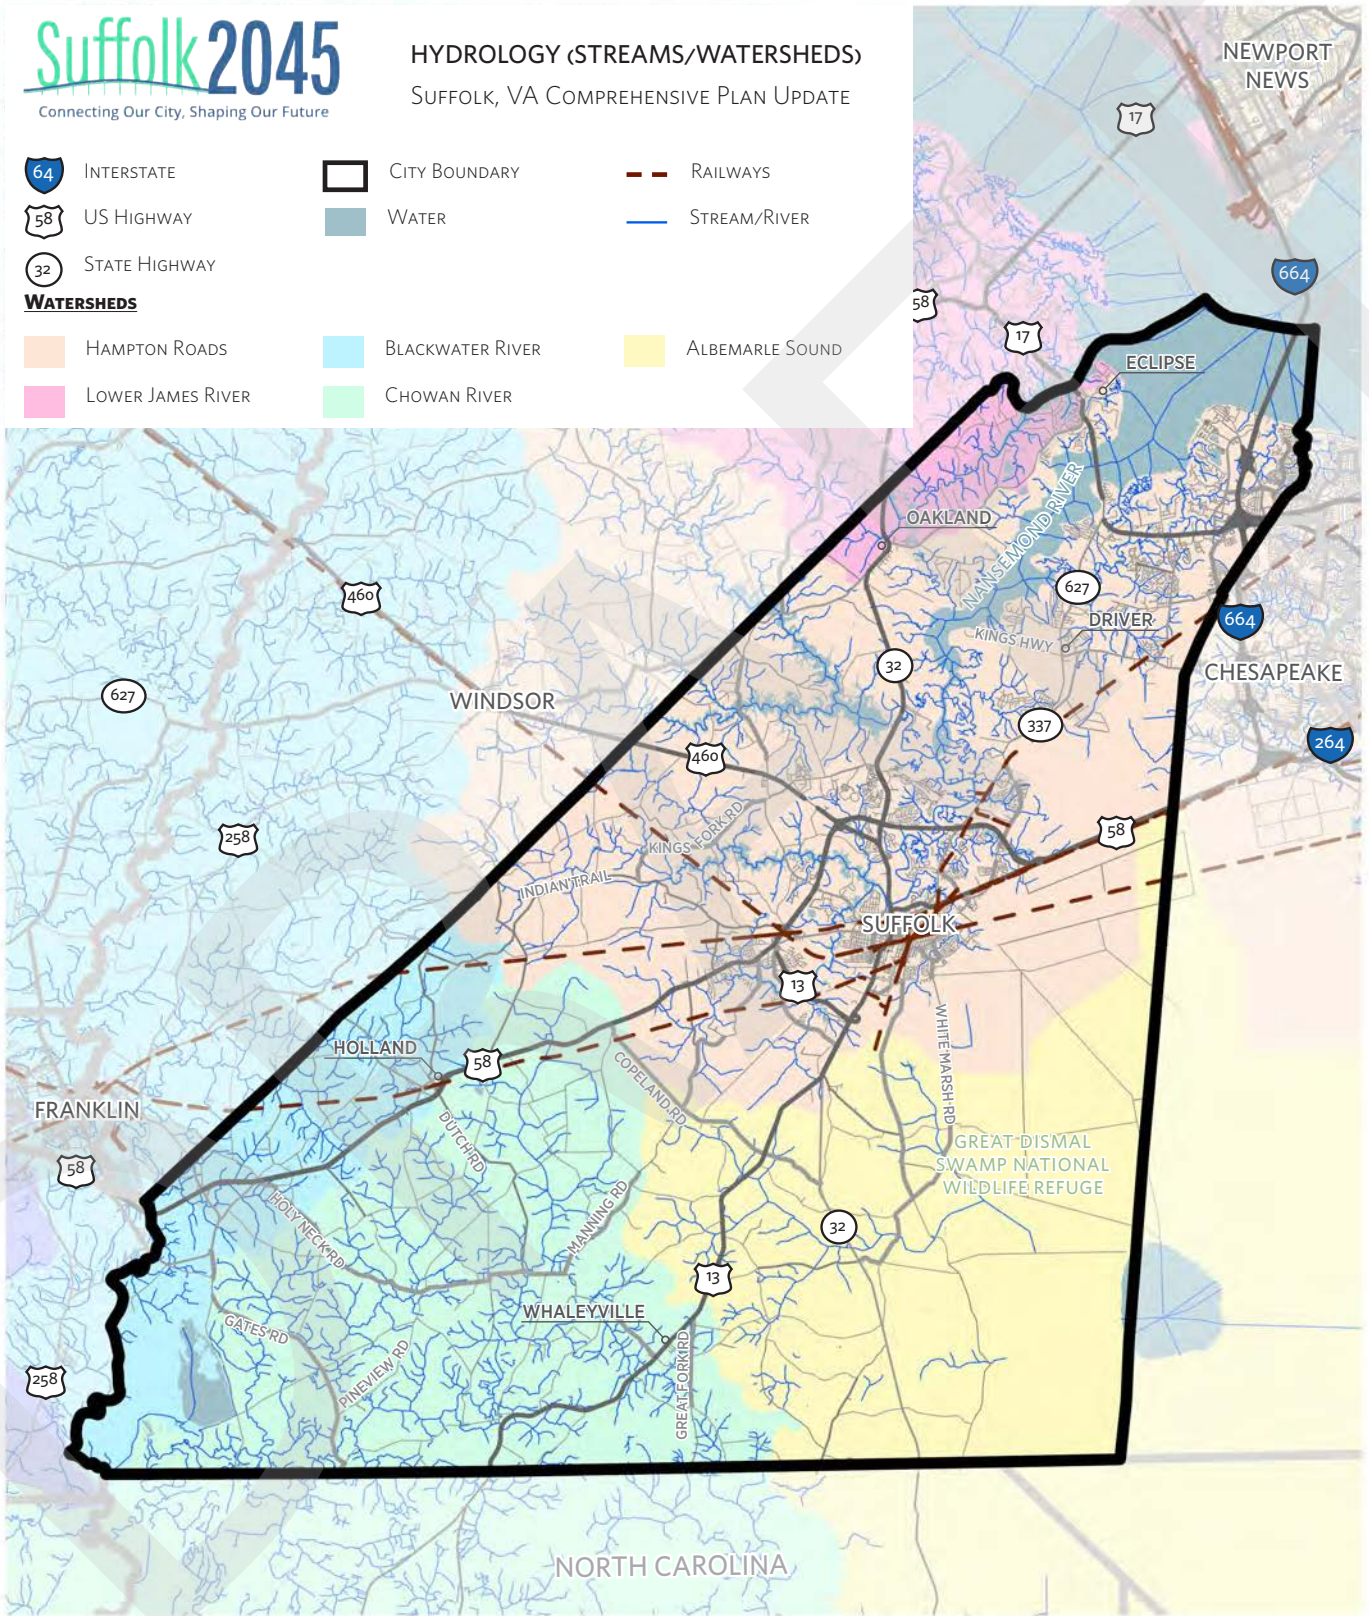 Suffolk 2045
Connecting Our City, Shaping Our Future
HYDROLOGY (STREAMS/WATERSHEDS)
SUFFOLK, VA COMPREHENSIVE PLAN UPDATE
64 INTERSTATE
58 US HIGHWAY
32 STATE HIGHWAY
CITY BOUNDARY
WATER
RAILWAYS
STREAM/RIVER
WATERSHEDS
HAMPTON ROADS
LOWER JAMES RIVER
BLACKWATER RIVER
CHOWAN RIVER
ALBEMARLE SOUND
NEWPORT
NEWS
17
664
58
17
ECLIPSE
OAKLAND
NANSEMOND RIVER
460
627
DRIVER
664
KINGS HWY
32
CHESAPEAKE
627
WINDSOR
337
264
460
258
KINGS FORK RD
58
INDIAN TRAIL
SUFFOLK
13
WHITE MARSH RD
HOLLAND
58
COPELAND RD
FRANKLIN
DUTCH RD
GREAT DISMAL
SWAMP NATIONAL
WILDLIFE REFUGE
58
HOLY NECK RD
MANNING RD
32
13
WHALEYVILLE
GATES RD
PINEVIEW RD
GREAT FORK RD
258
NORTH CAROLINA